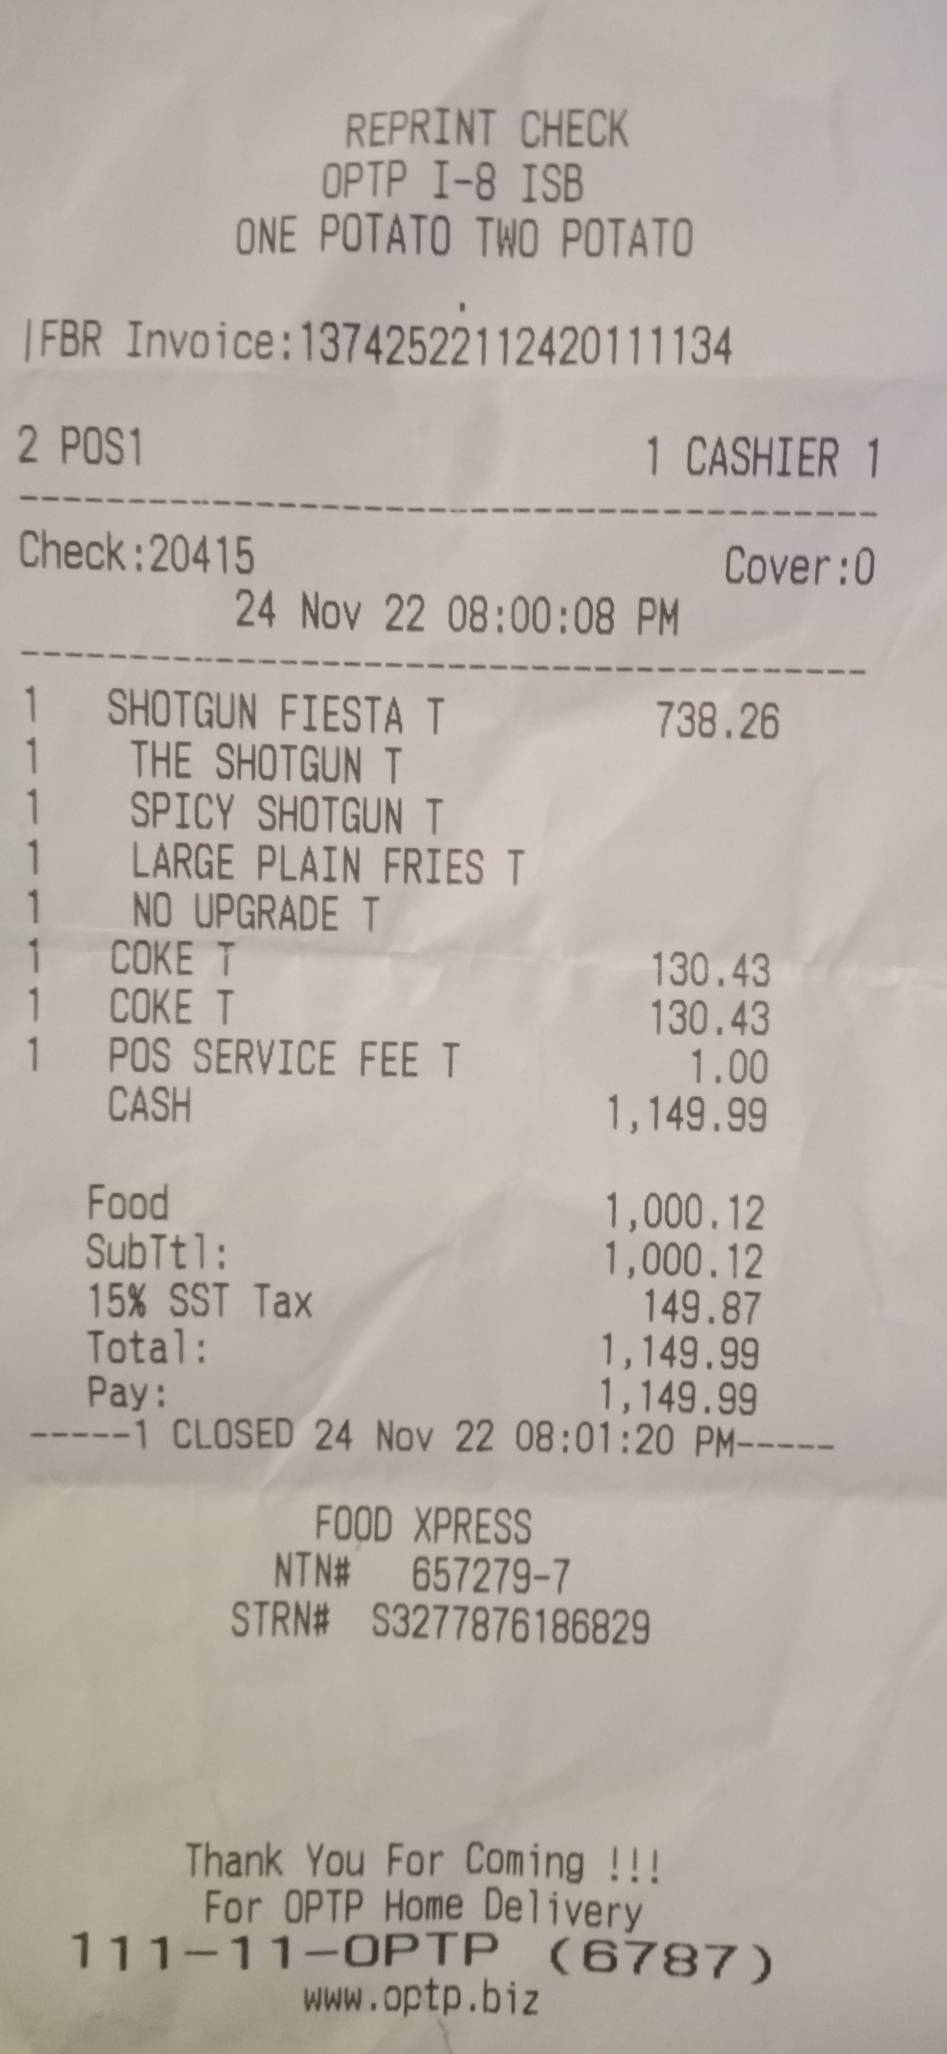 REPRINT CHECK
OPTP I-8 ISB
ONE POTATO TWO POTATO
|FBR Invoice:13742522112420111134
2 POS1 1 CASHIER 1
----------------------------------------
Check:20415 Cover:0
24 Nov 22 08:00:08 PM
----------------------------------------
1 SHOTGUN FIESTA T 738.26
1 THE SHOTGUN T
1 SPICY SHOTGUN T
1 LARGE PLAIN FRIES T
1 NO UPGRADE T
1 COKE T 130.43
1 COKE T 130.43
1 POS SERVICE FEE T 1.00
CASH 1,149.99
Food 1,000.12
SubTtl: 1,000.12
15% SST Tax 149.87
Total: 1,149.99
Pay: 1,149.99
-----1 CLOSED 24 Nov 22 08:01:20 PM-----
FOOD XPRESS
NTN# 657279-7
STRN# S3277876186829
Thank You For Coming !!!
For OPTP Home Delivery
111-11-OPTP (6787)
www.optp.biz